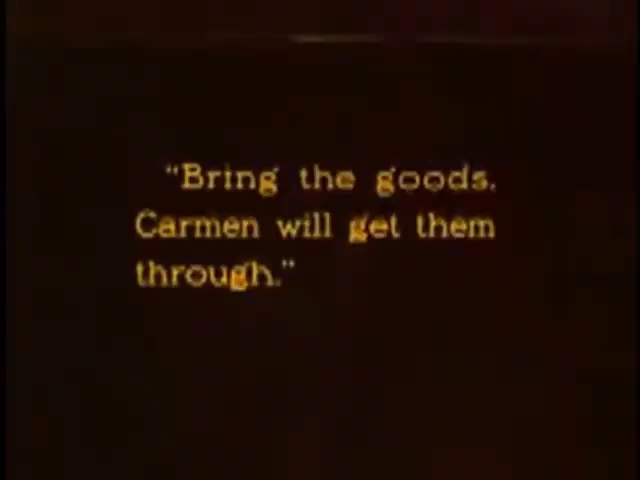 "Bring the goods.
Carmen will get them
through."